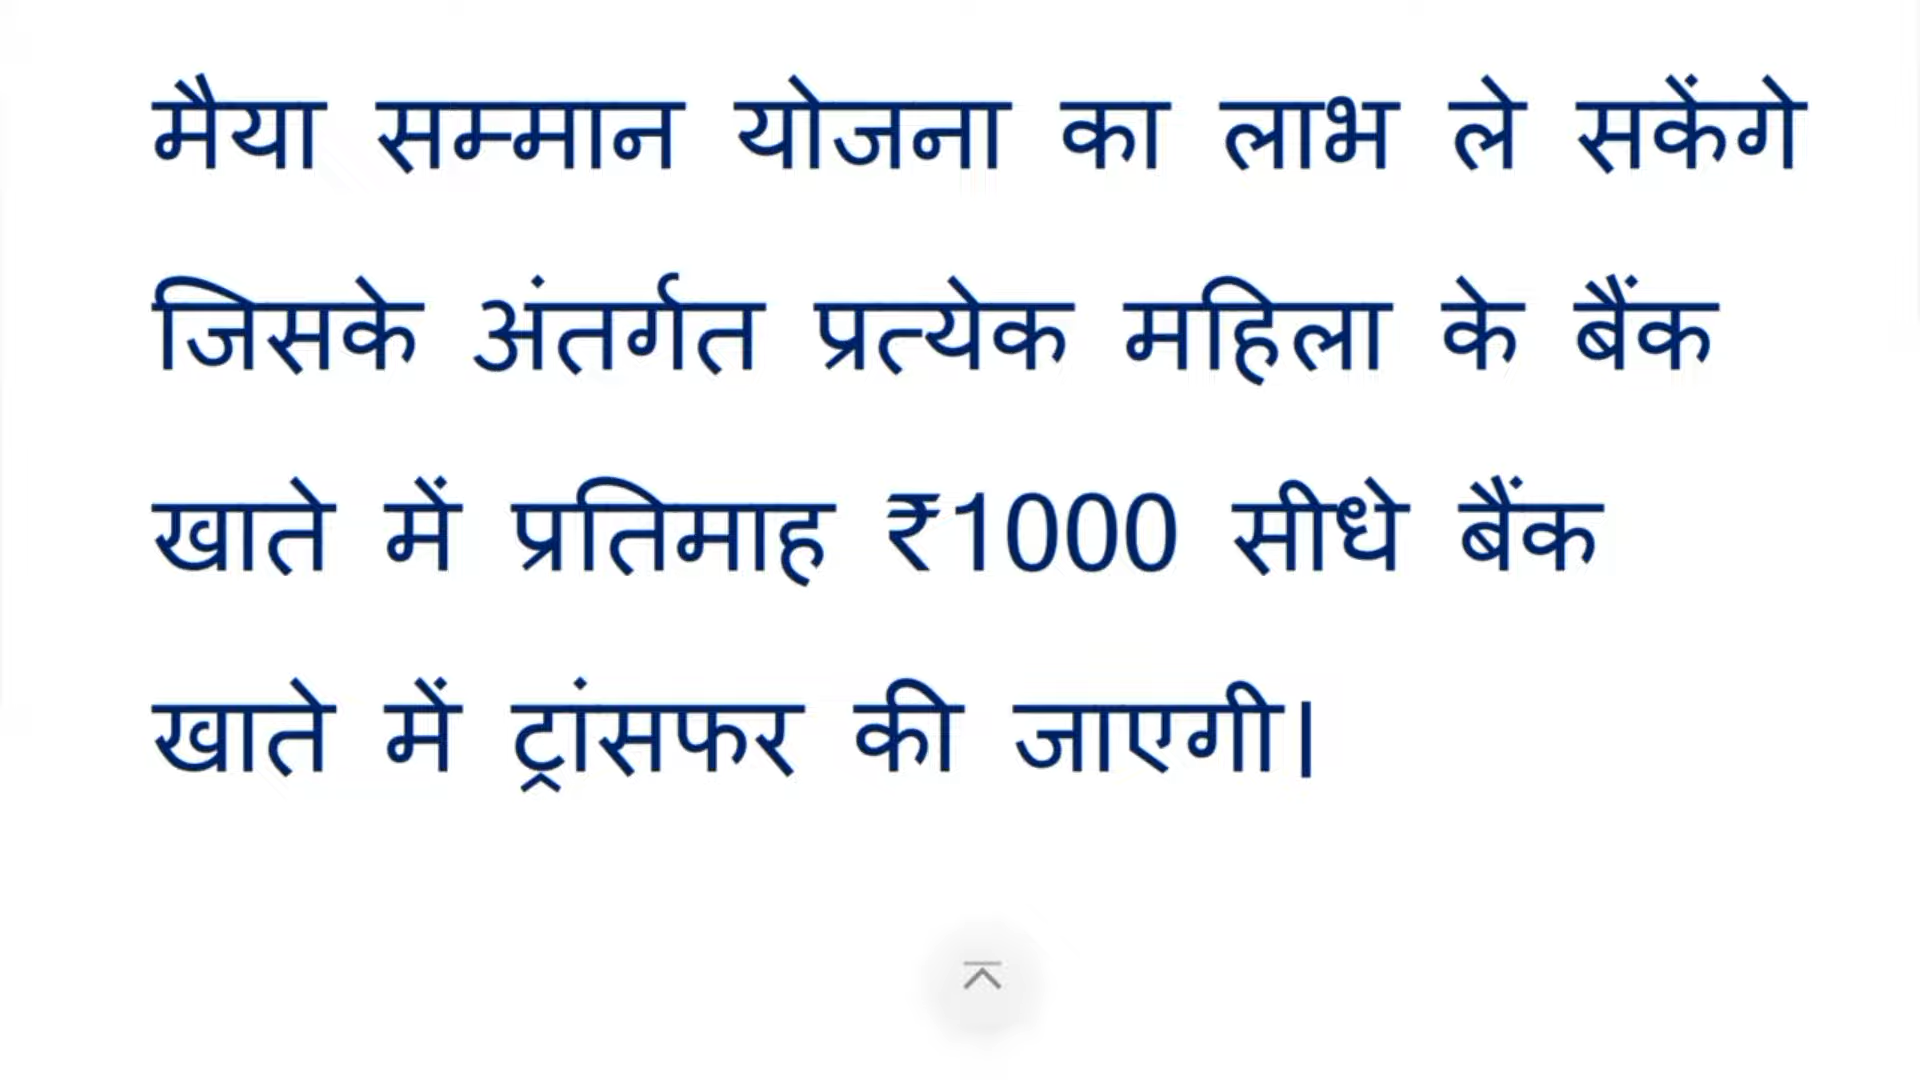 मैया सम्मान योजना का लाभ ले सकेंगे
जिसके अंतर्गत प्रत्येक महिला के बैंक
खाते में प्रतिमाह ₹1000 सीधे बैंक
खाते में ट्रांसफर की जाएगी।